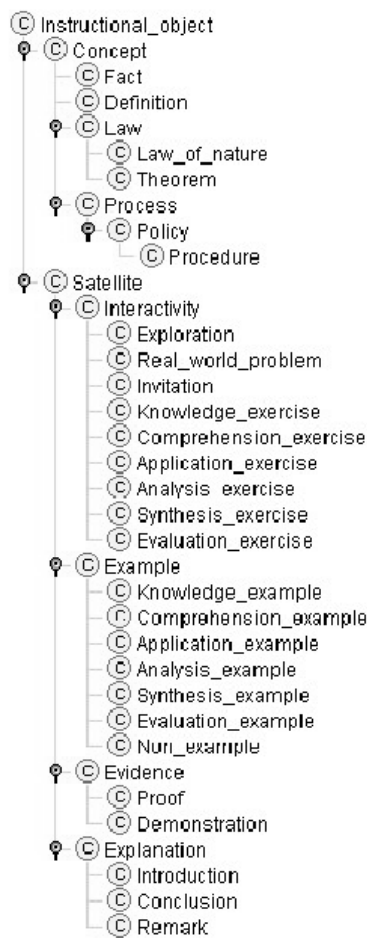 C Instructional_object
C Concept
C Fact
C Definition
C Law
C Law_of_nature
C Theorem
C Process
C Policy
C Procedure
C Satellite
C Interactivity
C Exploration
C Real_world_problem
C Invitation
C Knowledge_exercise
C Comprehension_exercise
C Application_exercise
C Analysis_exercise
C Synthesis_exercise
C Evaluation_exercise
C Example
C Knowledge_example
C Comprehension_example
C Application_example
C Analysis_example
C Synthesis_example
C Evaluation_example
C Non_example
C Evidence
C Proof
C Demonstration
C Explanation
C Introduction
C Conclusion
C Remark